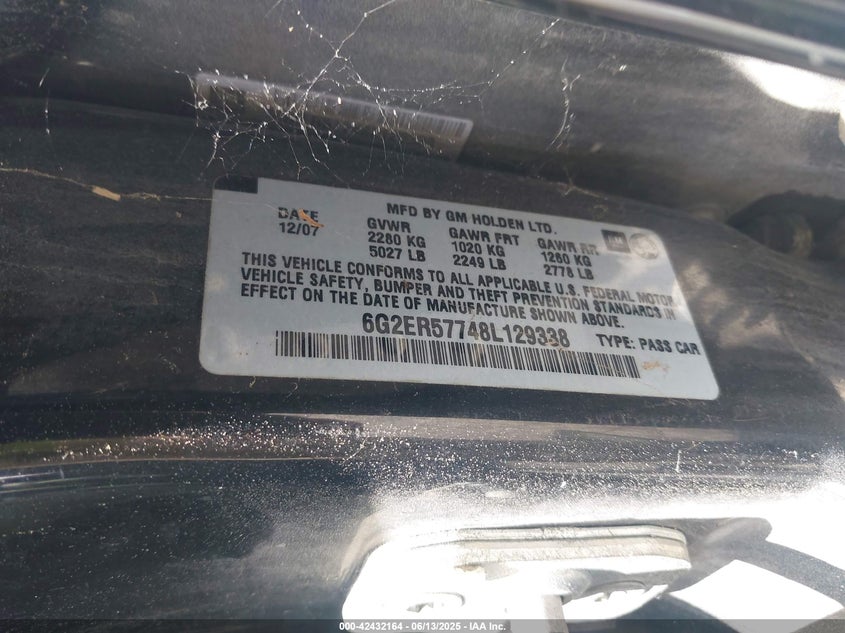 MFD BY GM HOLDEN LTD.
DATE GVWR GAWR FRT GAWR RR GM
12/07 2280 KG 1020 KG 1260 KG
5027 LB 2249 LB 2778 LB
THIS VEHICLE CONFORMS TO ALL APPLICABLE U.S. FEDERAL MOTOR
VEHICLE SAFETY, BUMPER AND THEFT PREVENTION STANDARDS IN
EFFECT ON THE DATE OF MANUFACTURE SHOWN ABOVE.
6G2ER57748L129338 TYPE: PASS CAR
000-42432164 - 06/13/2025 - IAA Inc.